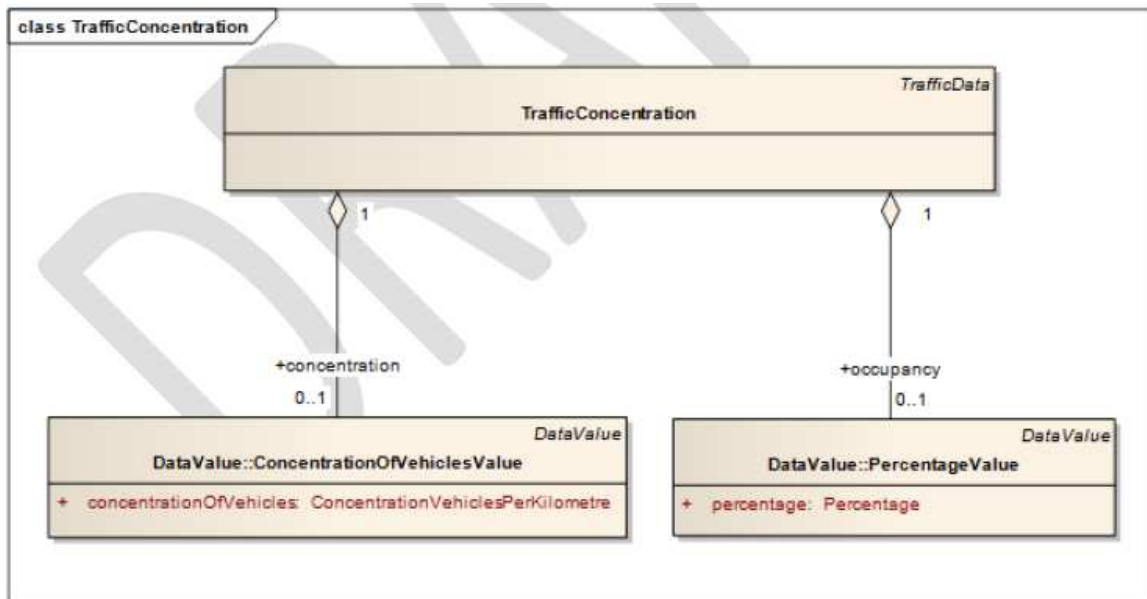 class TrafficConcentration
TrafficData
TrafficConcentration
1
1
+concentration
0..1
+occupancy
0..1
DataValue
DataValue::ConcentrationOfVehiclesValue
+ concentrationOfVehicles: ConcentrationVehiclesPerKilometre
DataValue
DataValue::PercentageValue
+ percentage: Percentage